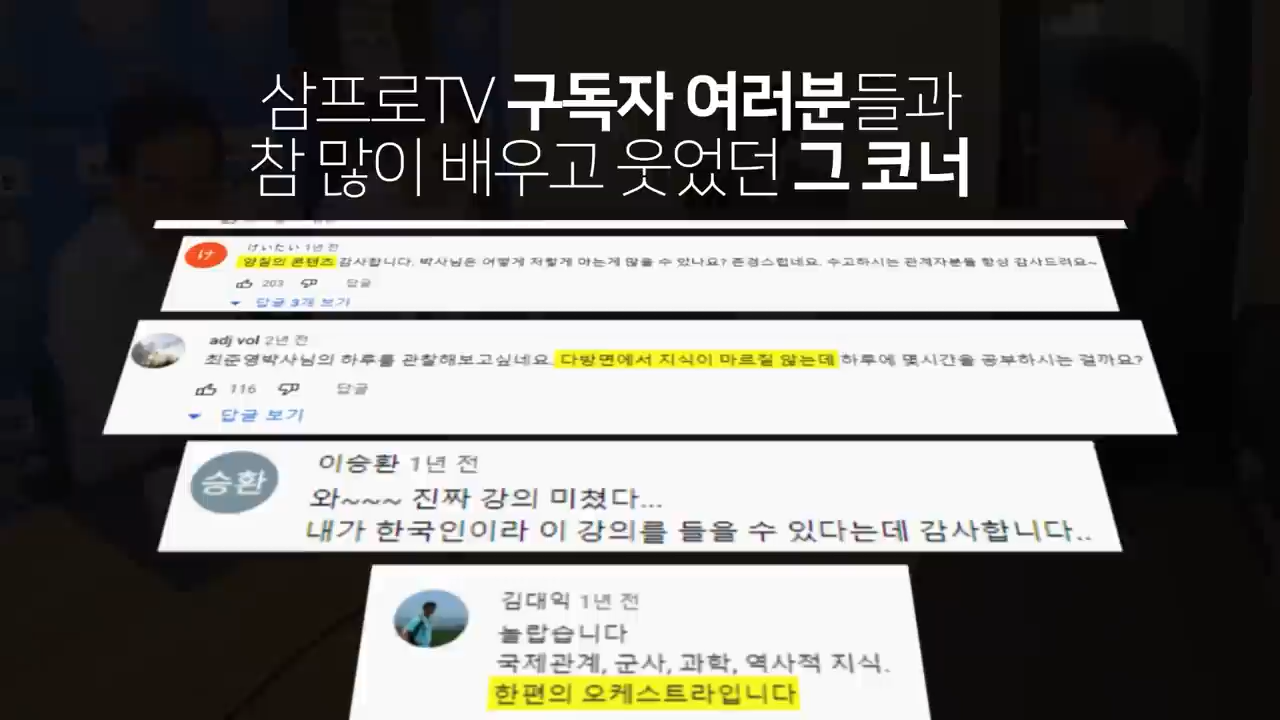 삼프로TV 구독자 여러분들과
참 많이 배우고 웃었던 그 코너
け
けいたい 1년 전
양질의 콘텐츠 감사합니다. 박사님은 어떻게 저렇게 아는게 많을 수 있나요? 존경스럽네요. 수고하시는 관계자분들 항상 감사드려요~
203 답글
답글 3개 보기
adj vol 2년 전
최준영박사님의 하루를 관찰해보고싶네요. 다방면에서 지식이 마르질 않는데 하루에 몇시간을 공부하시는 걸까요?
116 답글
답글 보기
승환
이승환 1년 전
와~~~ 진짜 강의 미쳤다...
내가 한국인이라 이 강의를 들을 수 있다는데 감사합니다..
김대익 1년 전
놀랍습니다
국제관계, 군사, 과학, 역사적 지식.
한편의 오케스트라입니다